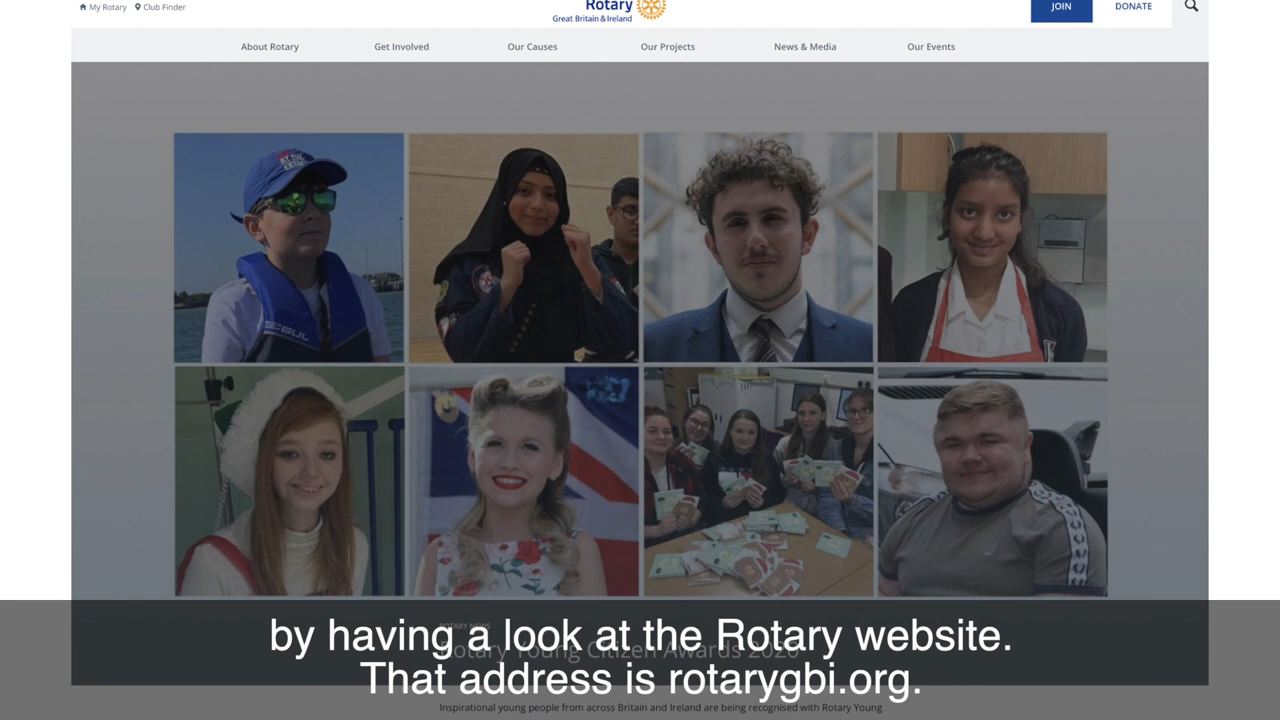 My Rotary Club Finder
Rotary
Great Britain & Ireland
JOIN
DONATE
About Rotary Get Involved Our Causes Our Projects News & Media Our Events
ROTARY NEWS
Rotary Young Citizen Awards 2020
by having a look at the Rotary website.
That address is rotarygbi.org.
Inspirational young people from across Britain and Ireland are being recognised with Rotary Young